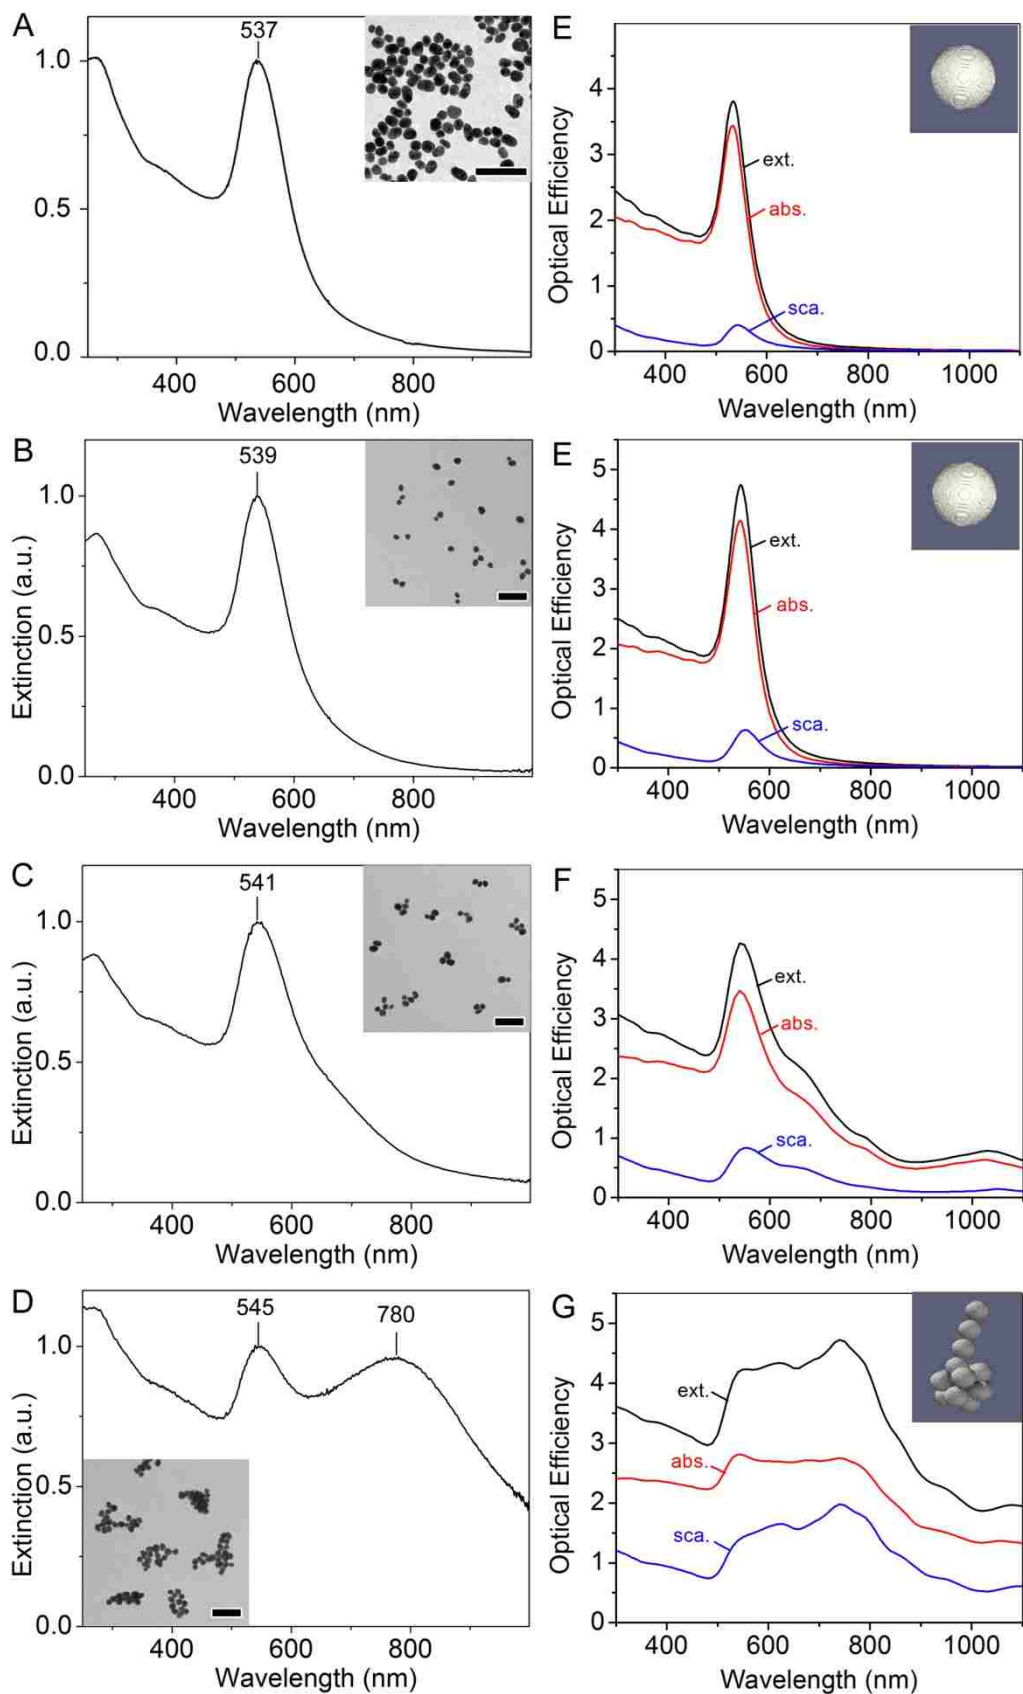 A
537
1.0
0.5
0.0
400
600
800
Wavelength (nm)
E
Optical Efficiency
4
3
2
1
0
ext.
abs.
sca.
400
600
800
1000
Wavelength (nm)
B
539
Extinction (a.u.)
1.0
0.5
0.0
400
600
800
Wavelength (nm)
E
Optical Efficiency
5
4
3
2
1
0
ext.
abs.
sca.
400
600
800
1000
Wavelength (nm)
C
541
Extinction (a.u.)
1.0
0.5
0.0
400
600
800
Wavelength (nm)
F
Optical Efficiency
5
4
3
2
1
0
ext.
abs.
sca.
400
600
800
1000
Wavelength (nm)
D
545
780
Extinction (a.u.)
1.0
0.5
0.0
400
600
800
Wavelength (nm)
G
Optical Efficiency
5
4
3
2
1
0
ext.
abs.
sca.
400
600
800
1000
Wavelength (nm)